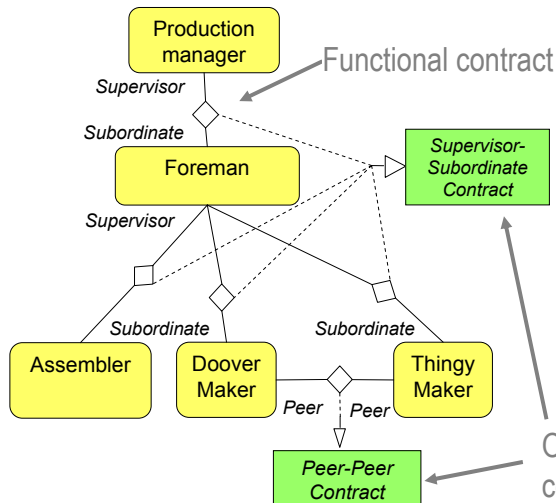 Production
manager
Functional contract
Supervisor
Subordinate
Supervisor-
Subordinate
Contract
Foreman
Supervisor
Subordinate
Subordinate
Assembler
Doover
Maker
Thingy
Maker
Peer
Peer
Peer-Peer
Contract